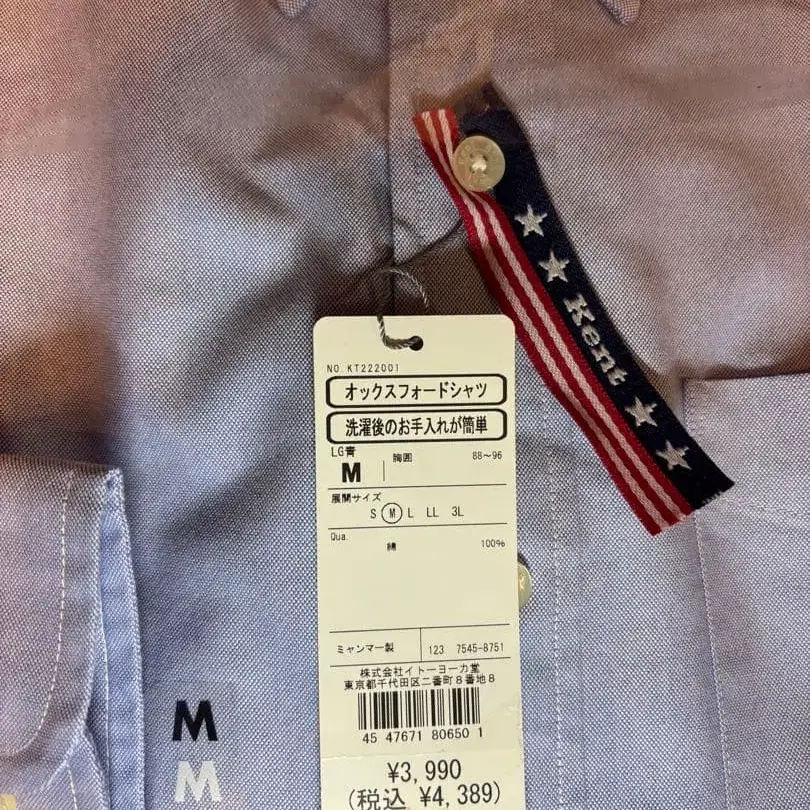 Kent
NO. KT222001
オックスフォードシャツ
洗濯後のお手入れが簡単
LG青
M 胸囲 88〜96
展開サイズ
S M L LL 3L
Qua.
綿 100%
ミャンマー製 123 7545-8751
株式会社イトーヨーカ堂
東京都千代田区二番町8番地8
45 47671 80650 1
¥3,990
(税込 ¥4,389)
M
M